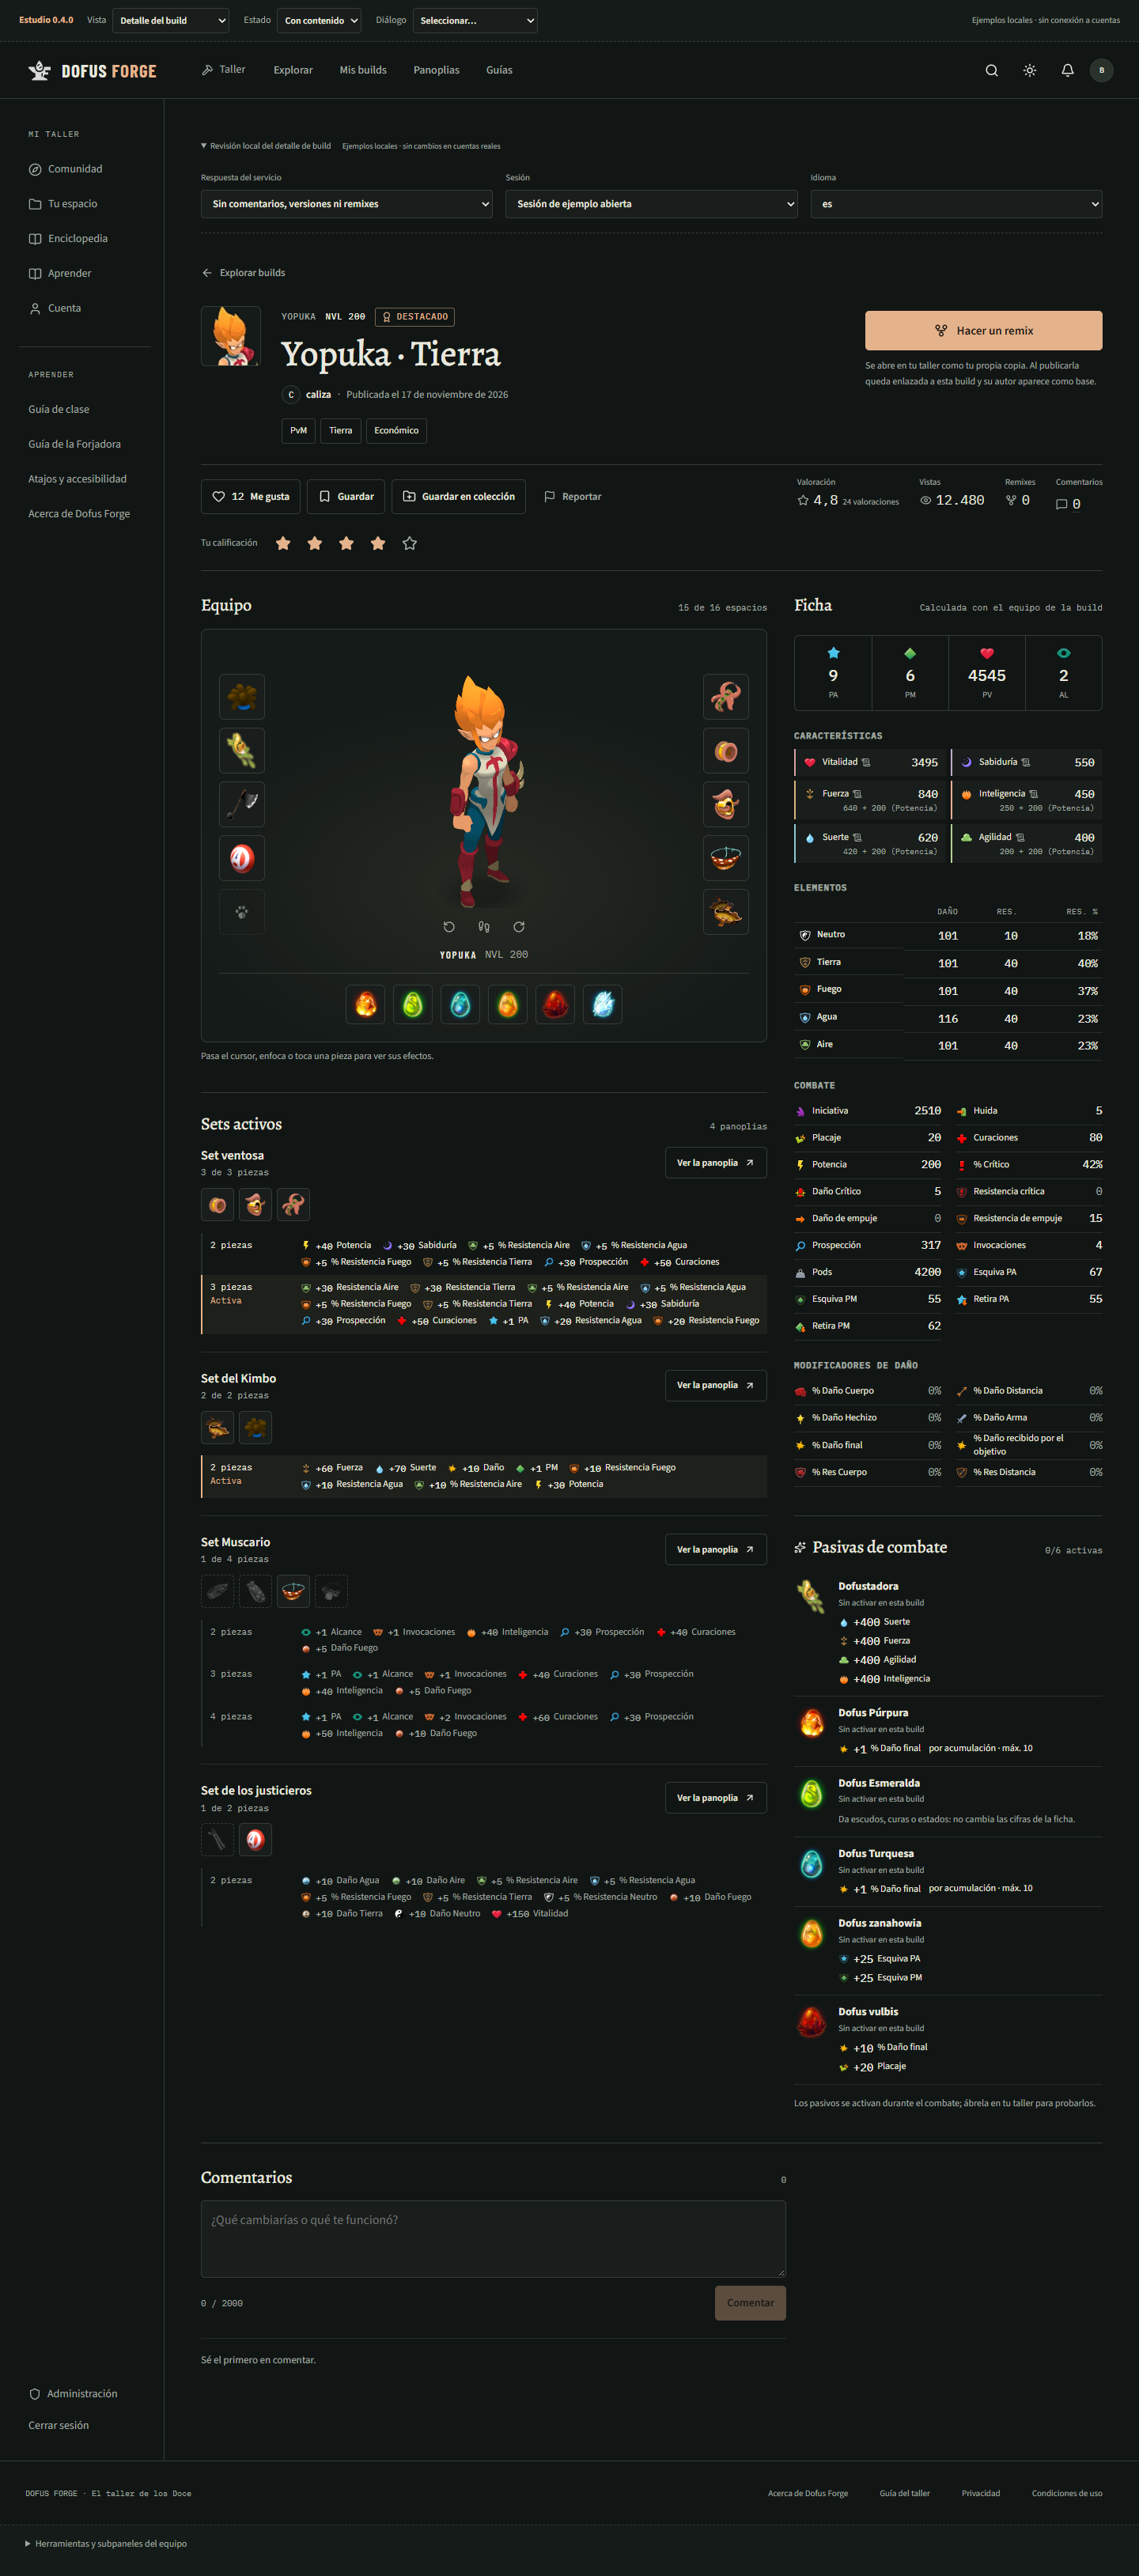 Estudio 0.4.0 Vista Detalle del build Estado Con contenido Diálogo Seleccionar... Ejemplos locales · sin conexión a cuentas
DOFUS FORGE Taller Explorar Mis builds Panoplias Guías B
MI TALLER
Comunidad
Tu espacio
Enciclopedia
Aprender
Cuenta
APRENDER
Guía de clase
Guía de la Forjadora
Atajos y accesibilidad
Acerca de Dofus Forge
Administración
Cerrar sesión
▼ Revisión local del detalle de build Ejemplos locales · sin cambios en cuentas reales
Respuesta del servicio Sesión Idioma
Sin comentarios, versiones ni remixes Sesión de ejemplo abierta es
Explorar builds
YOPUKA NVL 200 DESTACADO
Yopuka · Tierra
C caliza · Publicada el 17 de noviembre de 2026
PvM Tierra Económico
Hacer un remix
Se abre en tu taller como tu propia copia. Al publicarla
queda enlazada a esta build y su autor aparece como base.
12 Me gusta Guardar Guardar en colección Reportar
Valoración Vistas Remixes Comentarios
4,8 24 valoraciones 12.480 0 0
Tu calificación
Equipo 15 de 16 espacios
YOPUKA NVL 200
Pasa el cursor, enfoca o toca una pieza para ver sus efectos.
Sets activos 4 panoplias
Set ventosa Ver la panoplia
3 de 3 piezas
2 piezas +40 Potencia +30 Sabiduría +5 % Resistencia Aire +5 % Resistencia Agua
+5 % Resistencia Fuego +5 % Resistencia Tierra +30 Prospección +50 Curaciones
3 piezas +30 Resistencia Aire +30 Resistencia Tierra +5 % Resistencia Aire +5 % Resistencia Agua
Activa +5 % Resistencia Fuego +5 % Resistencia Tierra +40 Potencia +30 Sabiduría
+30 Prospección +50 Curaciones +1 PA +20 Resistencia Agua +20 Resistencia Fuego
Set del Kimbo Ver la panoplia
2 de 2 piezas
2 piezas +60 Fuerza +70 Suerte +10 Daño +1 PM +10 Resistencia Fuego
Activa +10 Resistencia Agua +10 % Resistencia Aire +30 Potencia
Set Muscario Ver la panoplia
1 de 4 piezas
2 piezas +1 Alcance +1 Invocaciones +40 Inteligencia +30 Prospección +40 Curaciones
+5 Daño Fuego
3 piezas +1 PA +1 Alcance +1 Invocaciones +40 Curaciones +30 Prospección
+40 Inteligencia +5 Daño Fuego
4 piezas +1 PA +1 Alcance +2 Invocaciones +60 Curaciones +30 Prospección
+50 Inteligencia +10 Daño Fuego
Set de los justicieros Ver la panoplia
1 de 2 piezas
2 piezas +10 Daño Agua +10 Daño Aire +5 % Resistencia Aire +5 % Resistencia Agua
+5 % Resistencia Fuego +5 % Resistencia Tierra +5 % Resistencia Neutro +10 Daño Fuego
+10 Daño Tierra +10 Daño Neutro +150 Vitalidad
Ficha Calculada con el equipo de la build
9 6 4545 2
PA PM PV AL
CARACTERÍSTICAS
Vitalidad 3495 Sabiduría 550
Fuerza 840 Inteligencia 450
640 + 200 (Potencia) 250 + 200 (Potencia)
Suerte 620 Agilidad 400
420 + 200 (Potencia) 200 + 200 (Potencia)
ELEMENTOS
DAÑO RES. RES. %
Neutro 101 10 18%
Tierra 101 40 40%
Fuego 101 40 37%
Agua 116 40 23%
Aire 101 40 23%
COMBATE
Iniciativa 2510 Huida 5
Placaje 20 Curaciones 80
Potencia 200 % Crítico 42%
Daño Crítico 5 Resistencia crítica 0
Daño de empuje 0 Resistencia de empuje 15
Prospección 317 Invocaciones 4
Pods 4200 Esquiva PA 67
Esquiva PM 55 Retira PA 55
Retira PM 62
MODIFICADORES DE DAÑO
% Daño Cuerpo 0% % Daño Distancia 0%
% Daño Hechizo 0% % Daño Arma 0%
% Daño final 0% % Daño recibido por el objetivo 0%
% Res Cuerpo 0% % Res Distancia 0%
Pasivas de combate 0/6 activas
Dofustadora
Sin activar en esta build
+400 Suerte
+400 Fuerza
+400 Agilidad
+400 Inteligencia
Dofus Púrpura
Sin activar en esta build
+1 % Daño final por acumulación · máx. 10
Dofus Esmeralda
Sin activar en esta build
Da escudos, curas o estados: no cambia las cifras de la ficha.
Dofus Turquesa
Sin activar en esta build
+1 % Daño final por acumulación · máx. 10
Dofus zanahowia
Sin activar en esta build
+25 Esquiva PA
+25 Esquiva PM
Dofus vulbis
Sin activar en esta build
+10 % Daño final
+20 Placaje
Los pasivos se activan durante el combate; ábrela en tu taller para probarlos.
Comentarios 0
¿Qué cambiarías o qué te funcionó?
0 / 2000 Comentar
Sé el primero en comentar.
DOFUS FORGE · El taller de los Doce Acerca de Dofus Forge Guía del taller Privacidad Condiciones de uso
▶ Herramientas y subpaneles del equipo